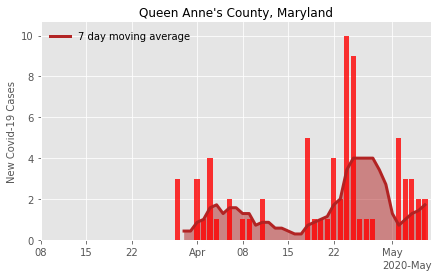 Queen Anne's County, Maryland
7 day moving average
New Covid-19 Cases
10
8
6
4
2
0
08 15 22 Apr 08 15 22 May
2020-May